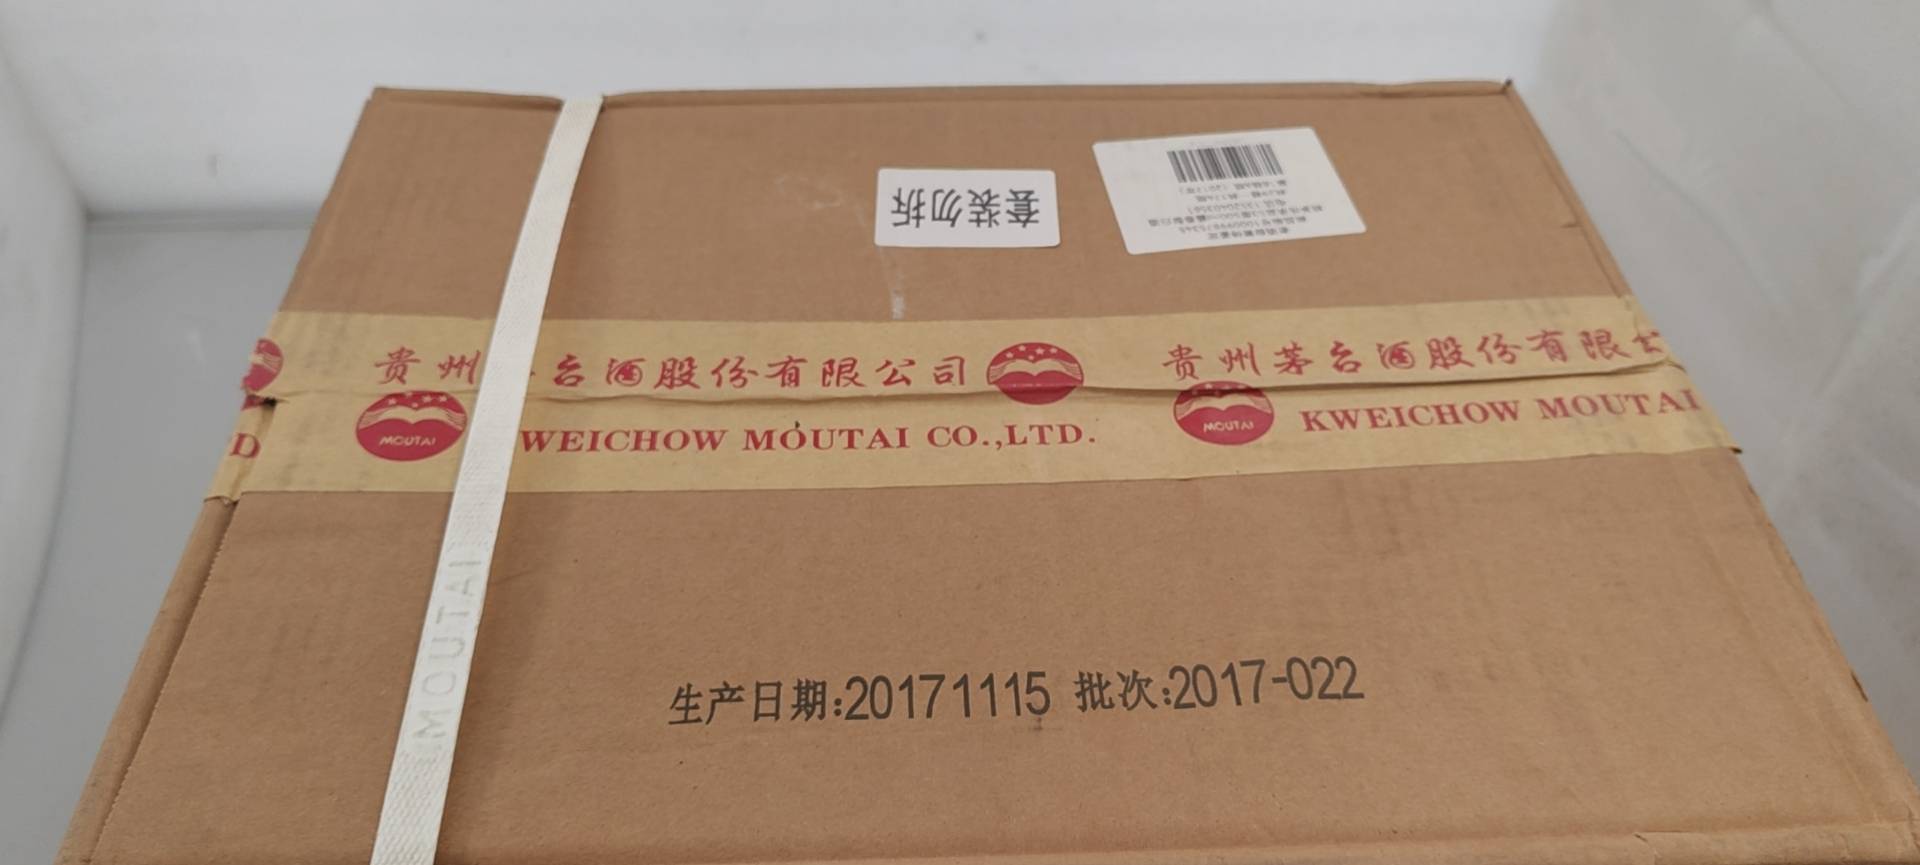 套装勿拆
贵州茅台酒股份有限公司 贵州茅台酒股份有限公
MOUTAI WEICHOW MOUTAI CO.,LTD. MOUTAI KWEICHOW MOUTAI
D
MOUTAI
生产日期:20171115 批次:2017-022